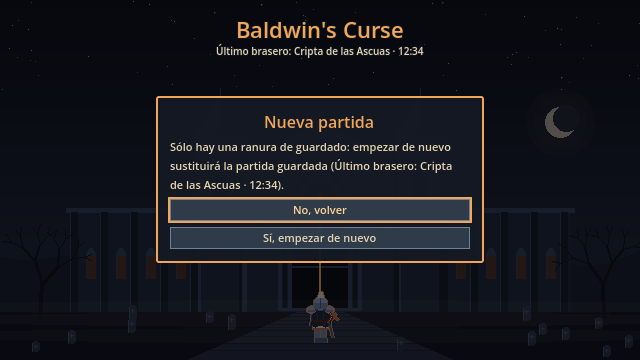 Baldwin's Curse
Último brasero: Cripta de las Ascuas · 12:34
Nueva partida
Sólo hay una ranura de guardado: empezar de nuevo
sustituirá la partida guardada (Último brasero: Cripta
de las Ascuas · 12:34).
No, volver
Sí, empezar de nuevo